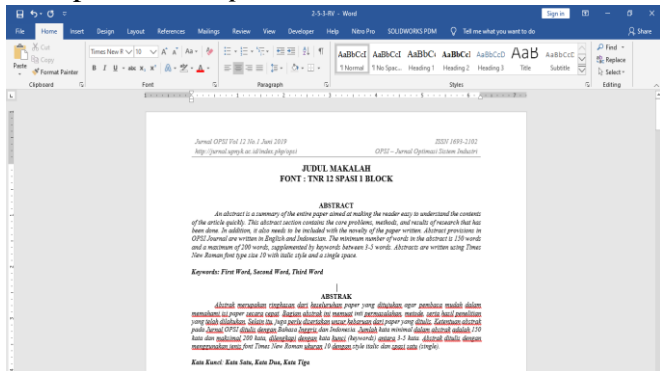 2-5-1-RV - Word
Sign in
File Home Insert Design Layout References Mailings Review View Developer Help Nitro Pro SOLIDWORKS PDM Tell me what you want to do Share
Cut
Copy
Paste
Format Painter
Times New R 10
AaBbCcI AaBbCcI AaBbC AaBbCcI AaBbCcD AaB AaBbCcC
1 Normal 1 No Spac... Heading 1 Heading 2 Heading 3 Title Subtitle
Find
Replace
Select
Clipboard Font Paragraph Styles Editing
Jurnal OPSI Vol 12 No.1 Juni 2019 ISSN 1693-2102
http://jurnal.upnyk.ac.id/index.php/opsi OPSI – Jurnal Optimasi Sistem Industri
JUDUL MAKALAH
FONT : TNR 12 SPASI 1 BLOCK
ABSTRACT
An abstract is a summary of the entire paper aimed at making the reader easy to understand the contents
of the article quickly. This abstract section contains the core problems, methods, and results of research that has
been done. In addition, it also needs to be included with the novelty of the paper written. Abstract provisions in
OPSI Journal are written in English and Indonesian. The minimum number of words in the abstract is 150 words
and a maximum of 200 words, supplemented by keywords between 3-5 words. Abstracts are written using Times
New Roman font type size 10 with italic style and a single space.
Keywords: First Word, Second Word, Third Word
ABSTRAK
Abstrak merupakan ringkasan dari keseluruhan paper yang ditujukan agar pembaca mudah dalam
memahami isi paper secara cepat. Bagian abstrak ini memuat inti permasalahan, metode, serta hasil penelitian
yang telah dilakukan. Selain itu, juga perlu disertakan unsur kebaruan dari paper yang ditulis. Ketentuan abstrak
pada Jurnal OPSI ditulis dengan Bahasa Inggris dan Indonesia. Jumlah kata minimal dalam abstrak adalah 150
kata dan maksimal 200 kata, dilengkapi dengan kata kunci (keywords) antara 3-5 kata. Abstrak ditulis dengan
menggunakan jenis font Times New Roman ukuran 10 dengan style italic dan spasi satu (single).
Kata Kunci: Kata Satu, Kata Dua, Kata Tiga